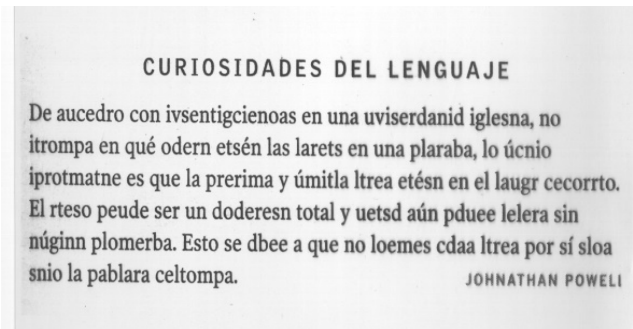 CURIOSIDADES DEL LENGUAJE
De aucedro con ivsentigcienoas en una uviserdanid iglesna, no
itrompa en qué odern etsén las larets en una plaraba, lo úcnio
iprotmatne es que la prerima y úmitla ltrea etésn en el laugr cecorrto.
El rteso peude ser un doderesn total y uetsd aún pduee lelera sin
núginn plomerba. Esto se dbee a que no loemes cdaa ltrea por sí sloa
snio la pablara celtompa.
JOHNATHAN POWELL